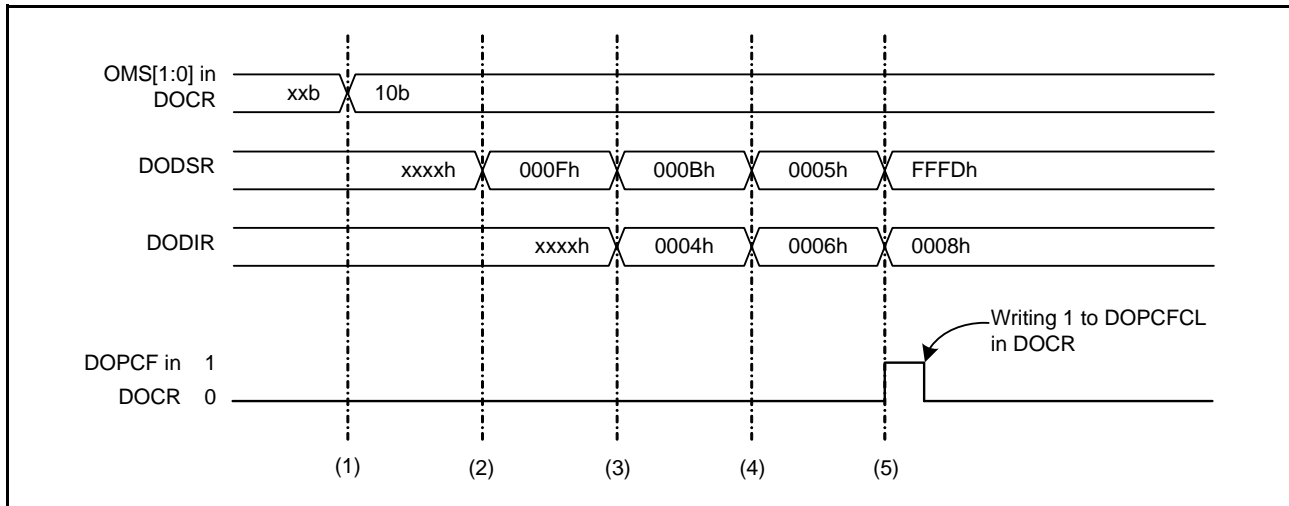 OMS[1:0] in
DOCR
xxb
10b
DODSR
xxxxh
000Fh
000Bh
0005h
FFFDh
DODIR
xxxxh
0004h
0006h
0008h
Writing 1 to DOPCFCL
in DOCR
DOPCF in 1
DOCR 0
(1)
(2)
(3)
(4)
(5)